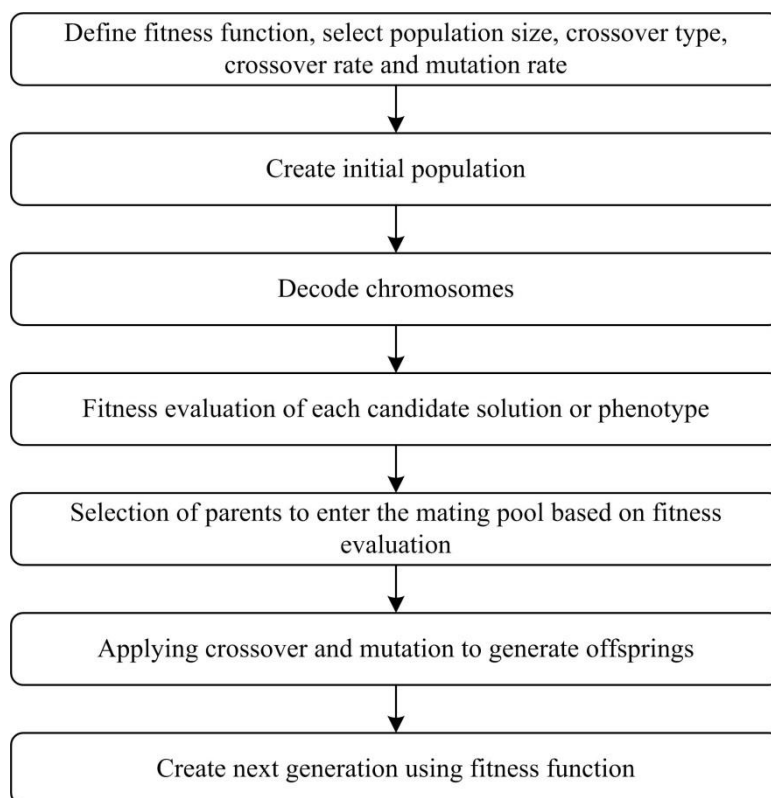 Define fitness function, select population size, crossover type,
crossover rate and mutation rate
Create initial population
Decode chromosomes
Fitness evaluation of each candidate solution or phenotype
Selection of parents to enter the mating pool based on fitness
evaluation
Applying crossover and mutation to generate offsprings
Create next generation using fitness function